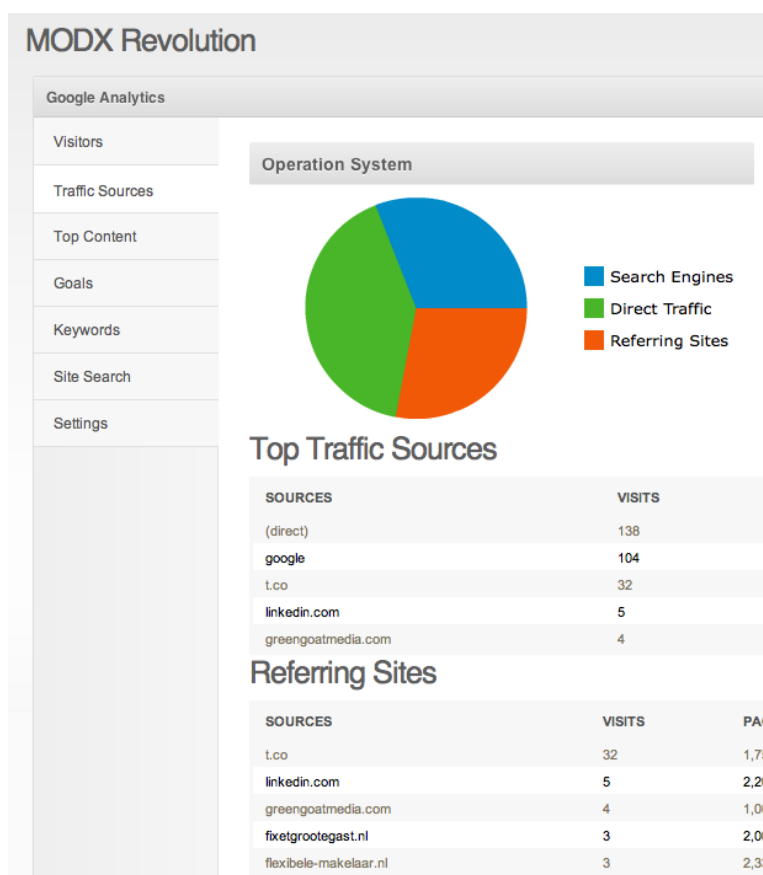 MODX Revolution
Google Analytics
Visitors
Traffic Sources
Top Content
Goals
Keywords
Site Search
Settings
Operation System
Search Engines
Direct Traffic
Referring Sites
Top Traffic Sources
SOURCES VISITS
(direct) 138
google 104
t.co 32
linkedin.com 5
greengoatmedia.com 4
Referring Sites
SOURCES VISITS
t.co 32
linkedin.com 5
greengoatmedia.com 4
fixetgrootegast.nl 3
flexibele-makelaar.nl 3